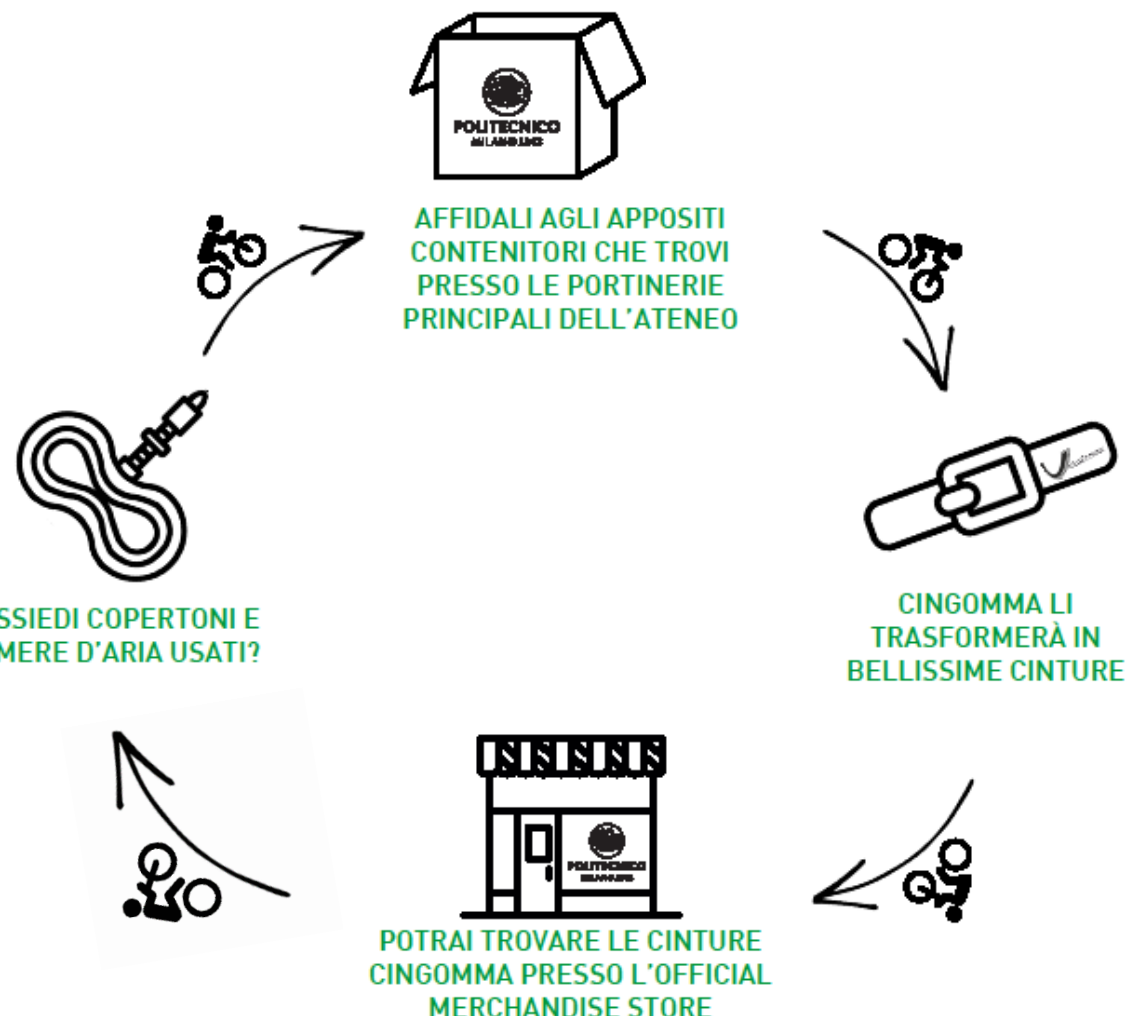 POLITECNICO
AFFIDALI AGLI APPOSITI
CONTENITORI CHE TROVI
PRESSO LE PORTINERIE
PRINCIPALI DELL'ATENEO
SSIEDI COPERTONI E
MERE D'ARIA USATI?
CINGOMMA LI
TRASFORMERÀ IN
BELLISSIME CINTURE
POLITECNICO
POTRAI TROVARE LE CINTURE
CINGOMMA PRESSO L'OFFICIAL
MERCHANDISE STORE